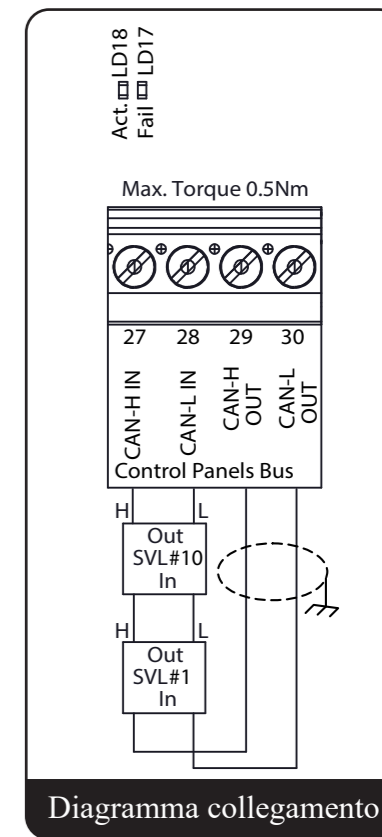 Act. LD18
Fail LD17
Max. Torque 0.5Nm
27 28 29 30
CAN-H IN
CAN-L IN
CAN-H
OUT
CAN-L
OUT
Control Panels Bus
H L
Out
SVL#10
In
H L
Out
SVL#1
In
Diagramma collegamento